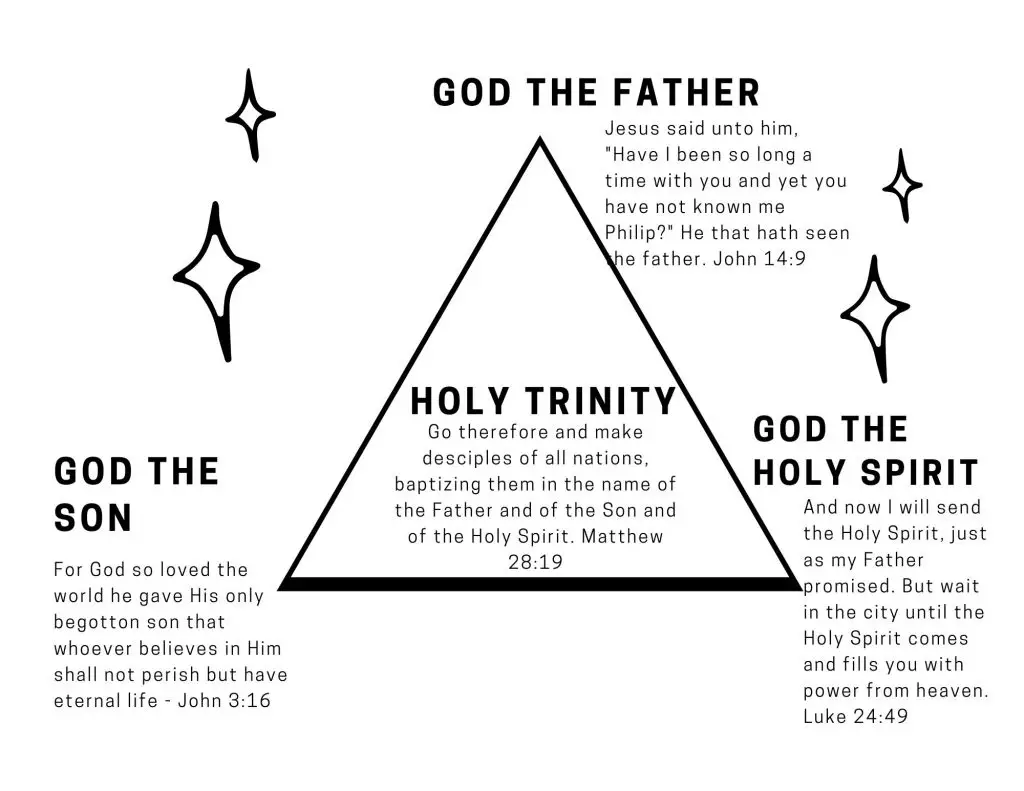 GOD THE FATHER
Jesus said unto him,
"Have I been so long a
time with you and yet you
have not known me
Philip?" He that hath seen
the father. John 14:9
HOLY TRINITY
Go therefore and make
desciples of all nations,
baptizing them in the name of
the Father and of the Son and
of the Holy Spirit. Matthew
28:19
GOD THE
SON
For God so loved the
world he gave His only
begotton son that
whoever believes in Him
shall not perish but have
eternal life - John 3:16
GOD THE
HOLY SPIRIT
And now I will send
the Holy Spirit, just
as my Father
promised. But wait
in the city until the
Holy Spirit comes
and fills you with
power from heaven.
Luke 24:49